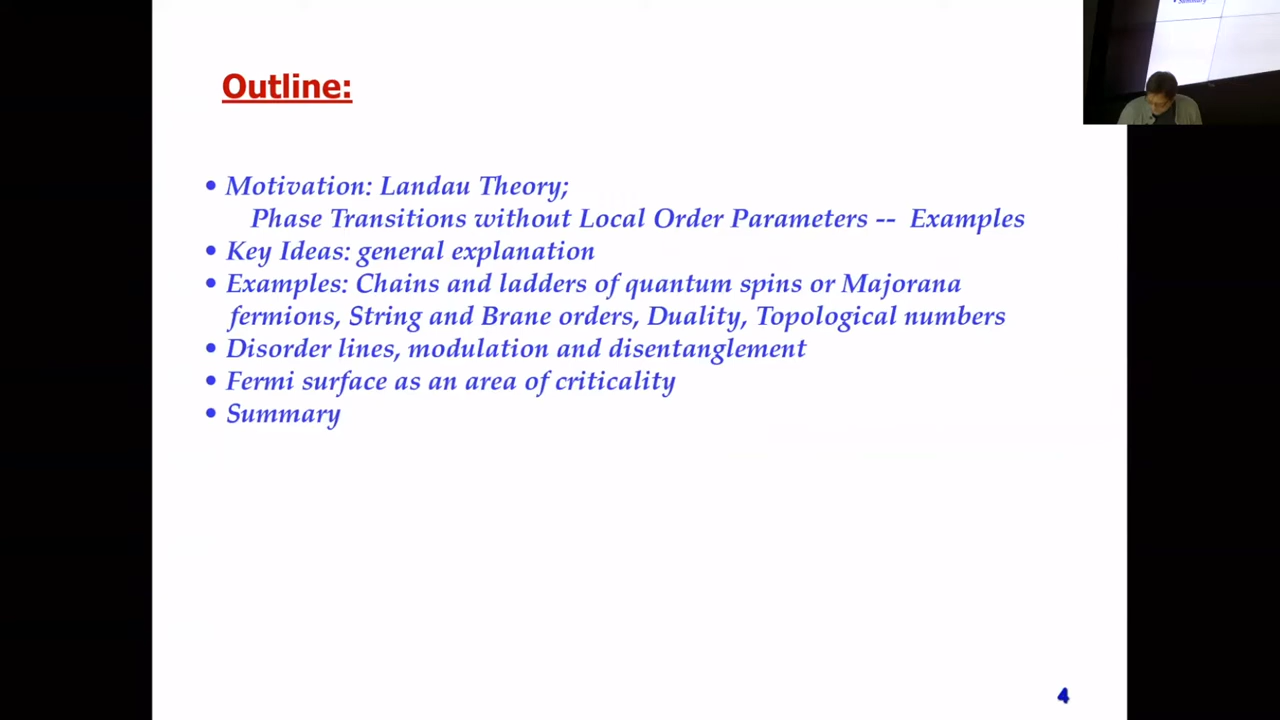 Outline:
• Motivation: Landau Theory;
Phase Transitions without Local Order Parameters -- Examples
• Key Ideas: general explanation
• Examples: Chains and ladders of quantum spins or Majorana
fermions, String and Brane orders, Duality, Topological numbers
• Disorder lines, modulation and disentanglement
• Fermi surface as an area of criticality
• Summary
4
• Summary